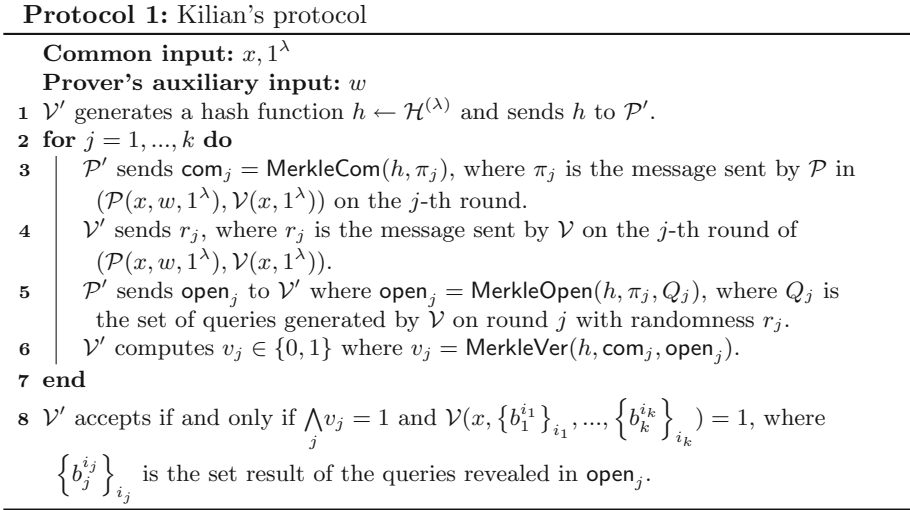 Protocol 1: Kilian's protocol
Common input: x, 1^λ
Prover's auxiliary input: w
1 𝒱′ generates a hash function h ← ℋ^(λ) and sends h to 𝒫′.
2 for j = 1, ..., k do
3 𝒫′ sends com_j = MerkleCom(h, π_j), where π_j is the message sent by 𝒫 in
(𝒫(x, w, 1^λ), 𝒱(x, 1^λ)) on the j-th round.
4 𝒱′ sends r_j, where r_j is the message sent by 𝒱 on the j-th round of
(𝒫(x, w, 1^λ), 𝒱(x, 1^λ)).
5 𝒫′ sends open_j to 𝒱′ where open_j = MerkleOpen(h, π_j, Q_j), where Q_j is
the set of queries generated by 𝒱 on round j with randomness r_j.
6 𝒱′ computes v_j ∈ {0, 1} where v_j = MerkleVer(h, com_j, open_j).
7 end
8 𝒱′ accepts if and only if ⋀_j v_j = 1 and 𝒱(x, {b_1^{i_1}}_{i_1}, ..., {b_k^{i_k}}_{i_k}) = 1, where
{b_j^{i_j}}_{i_j} is the set result of the queries revealed in open_j.